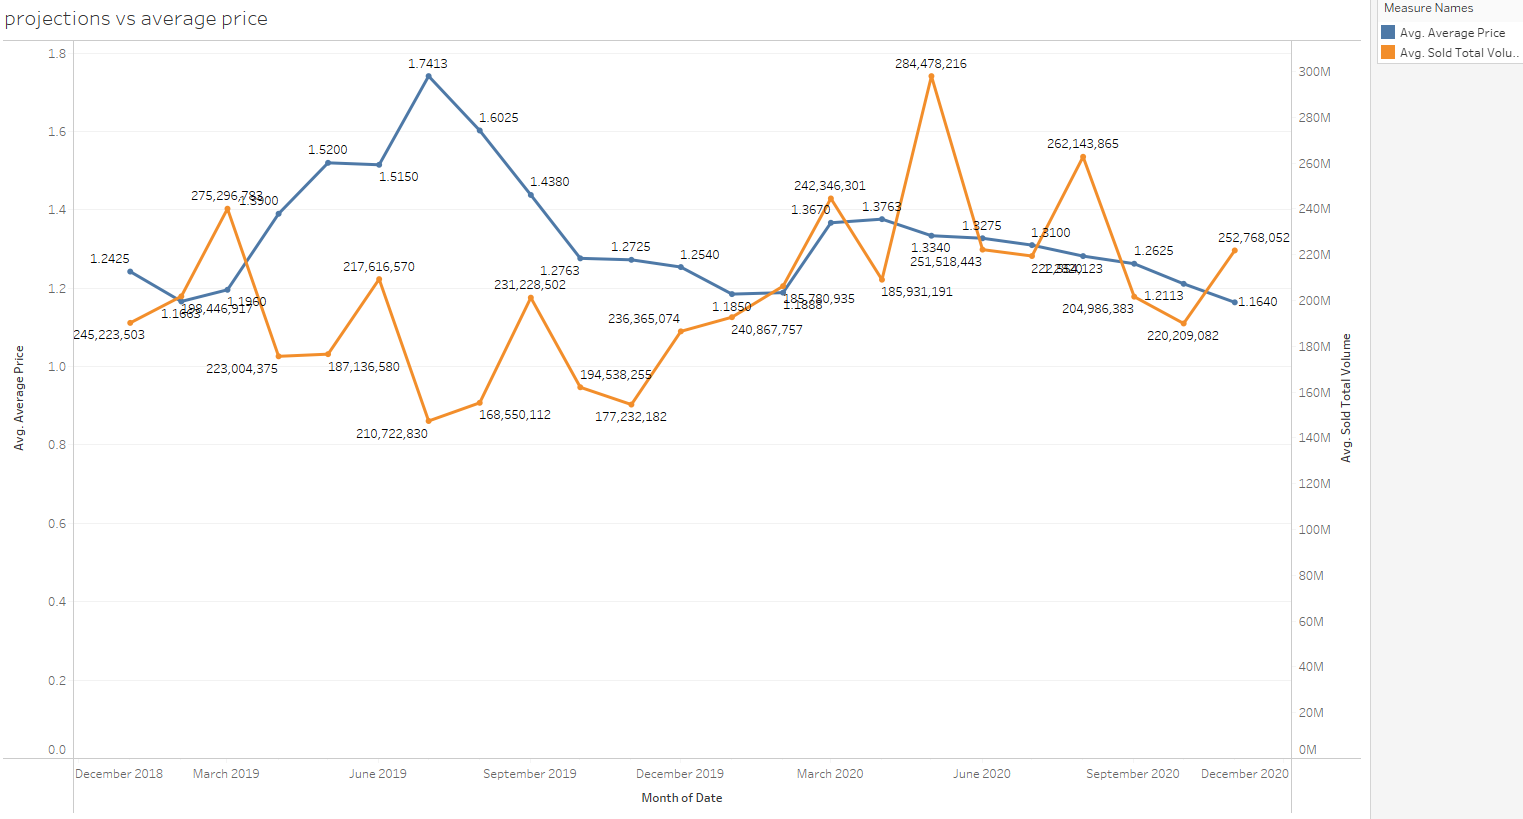 projections vs average price
Measure Names
Avg. Average Price
Avg. Sold Total Volu..
1.8
1.6
1.4
1.2
1.0
0.8
0.6
0.4
0.2
0.0
Avg. Average Price
300M
280M
260M
240M
220M
200M
180M
160M
140M
120M
100M
80M
60M
40M
20M
0M
Avg. Sold Total Volume
1.7413
284,478,216
1.6025
1.5200
262,143,865
1.5150
1.4380
242,346,301
275,296,783
1.3900
1.3670
1.3763
1.3275
1.3100
252,768,052
1.2725
1.3340
1.2425
1.2540
1.2625
251,518,443
217,616,570
1.2763
231,228,502
185,931,191
1.2113
185,780,935
1.1960
1.1850
1.1888
1.1640
198,446,917
1.1663
204,986,383
236,365,074
240,867,757
245,223,503
220,209,082
223,004,375
187,136,580
194,538,255
168,550,112
177,232,182
210,722,830
December 2018
March 2019
June 2019
September 2019
December 2019
March 2020
June 2020
September 2020
December 2020
Month of Date